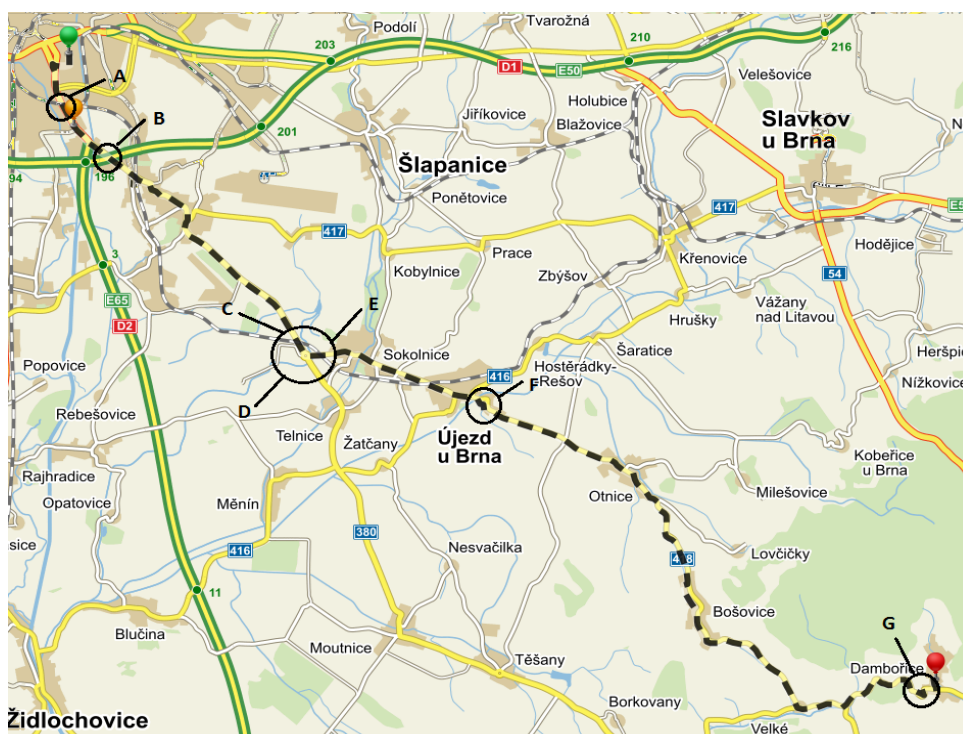 Podolí
Tvarožná
203
210
216
D1
E50
Velešovice
A
Holubice
B
Jiříkovice
Blažovice
Slavkov
u Brna
201
94
196
Šlapanice
Ponětovice
417
417
E5
3
Prace
Hodějice
Kobylnice
Zbýšov
Křenovice
54
E65
C
E
Vážany
nad Litavou
D2
Hrušky
Popovice
Sokolnice
Šaratice
Heršpic
Hostěrádky-
Rešov
416
F
D
Nížkovice
Rebešovice
Telnice
Žatčany
Újezd
u Brna
Kobeřice
u Brna
Rajhradice
Otnice
Milešovice
Opatovice
Měnín
380
sice
416
Nesvačilka
Lovčičky
11
Bošovice
Blučina
G
Moutnice
Těšany
Dambořice
Borkovany
Velké
Židlochovice